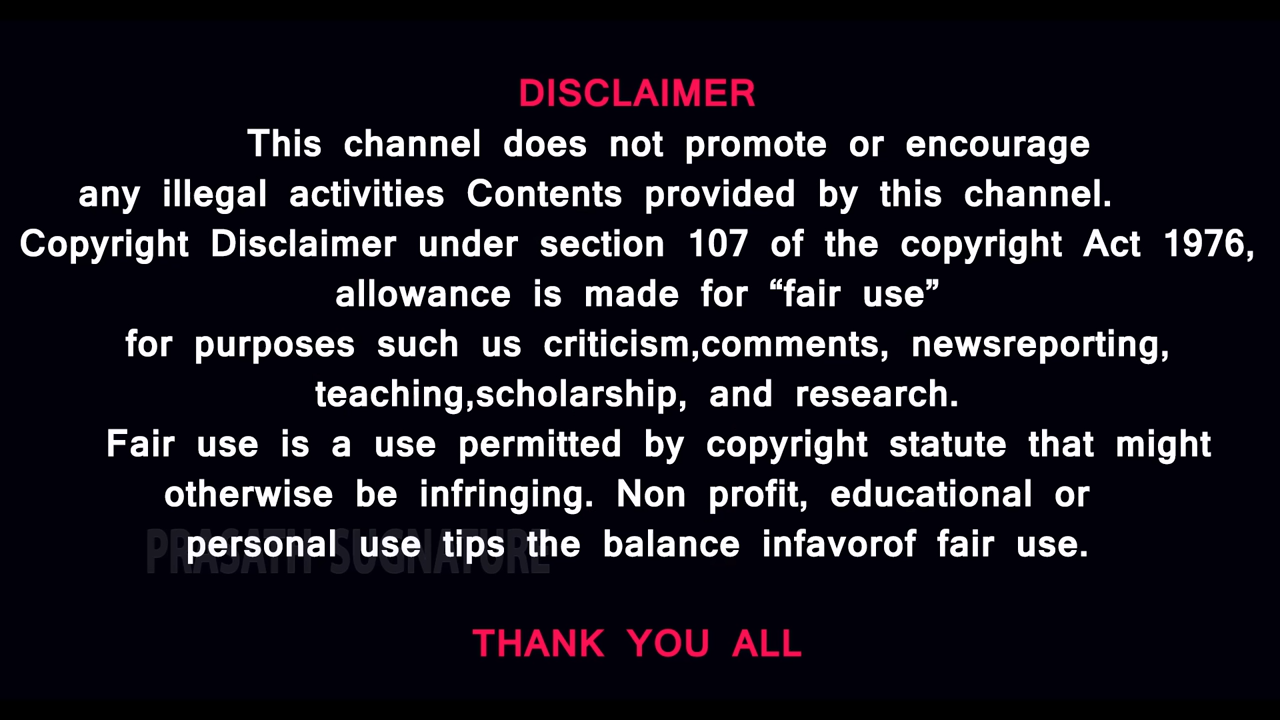 DISCLAIMER
This channel does not promote or encourage
any illegal activities Contents provided by this channel.
Copyright Disclaimer under section 107 of the copyright Act 1976,
allowance is made for “fair use”
for purposes such us criticism,comments, newsreporting,
teaching,scholarship, and research.
Fair use is a use permitted by copyright statute that might
otherwise be infringing. Non profit, educational or
personal use tips the balance infavorof fair use.
PRASATH SUGNATURE
THANK YOU ALL